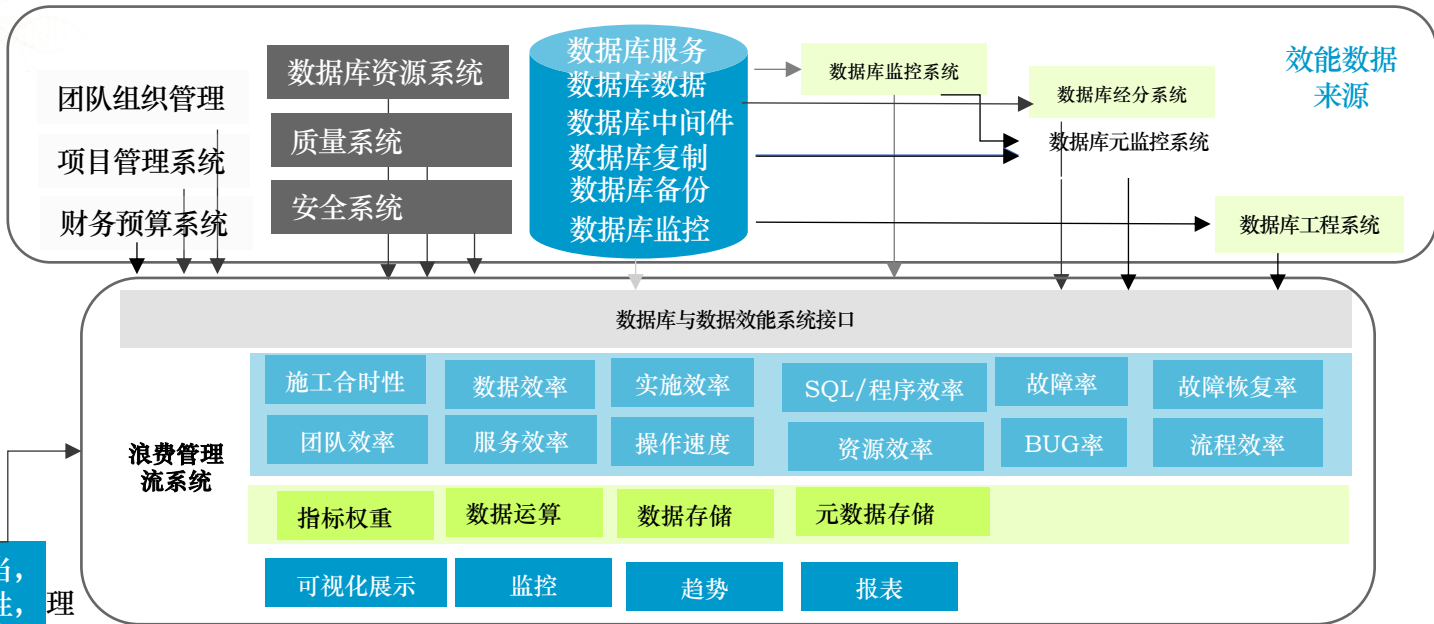 效能数据
来源
团队组织管理
项目管理系统
财务预算系统
数据库资源系统
质量系统
安全系统
数据库服务
数据库数据
数据库中间件
数据库复制
数据库备份
数据库监控
数据库监控系统
数据库经分系统
数据库元监控系统
数据库工程系统
数据库与数据效能系统接口
浪费管理
流系统
施工合时性
数据效率
实施效率
SQL/程序效率
故障率
故障恢复率
团队效率
服务效率
操作速度
资源效率
BUG率
流程效率
指标权重
数据运算
数据存储
元数据存储
可视化展示
监控
趋势
报表
理